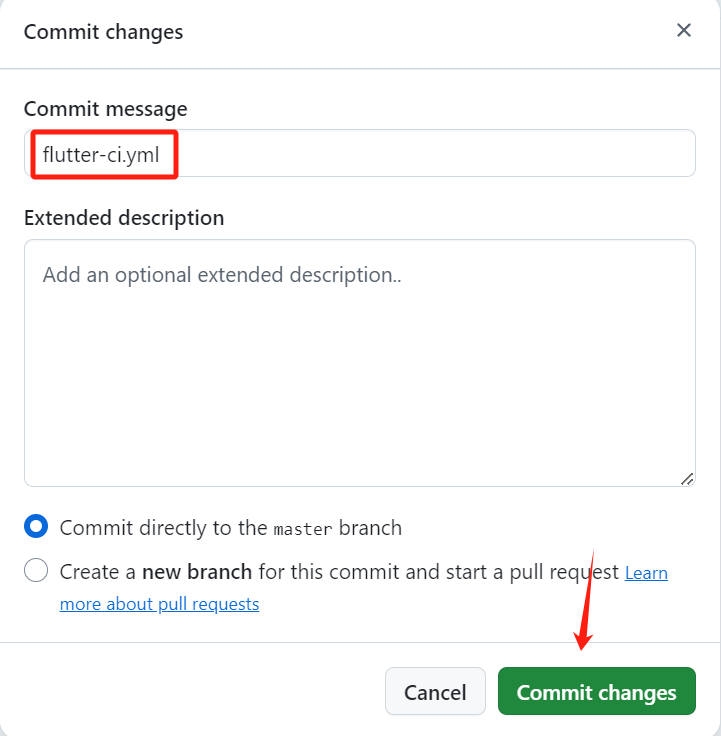 Commit changes
Commit message
flutter-ci.yml
Extended description
Add an optional extended description..
Commit directly to the master branch
Create a new branch for this commit and start a pull request Learn
more about pull requests
Cancel
Commit changes